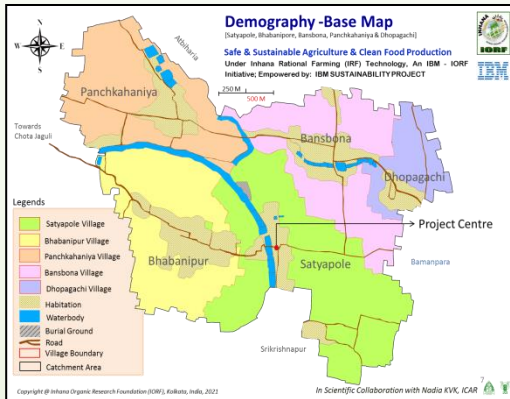 Demography -Base Map
[Satyapole, Bhabanipore, Bansbona, Panchkahaniya & Dhopagachi]
Safe & Sustainable Agriculture & Clean Food Production
Under Inhana Rational Farming (IRF) Technology, An IBM - IORF
Initiative; Empowered by: IBM SUSTAINABILITY PROJECT
IORF
IBM
N
Atbiharia
Panchkahaniya
250 M
500 M
Towards
Chota Jaguli
Bansbona
Dhopagachi
Legends
Satyapole Village
Bhabanipur Village
Panchkahaniya Village
Bansbona Village
Dhopagachi Village
Habitation
Waterbody
Burial Ground
Road
Village Boundary
Catchment Area
Project Centre
Bhabanipur
Satyapole
Bamanpara
Srikrishnapur
7
Copyright @ Inhana Organic Research Foundation (IORF), Kolkata, India, 2021
In Scientific Collaboration with Nadia KVK, ICAR